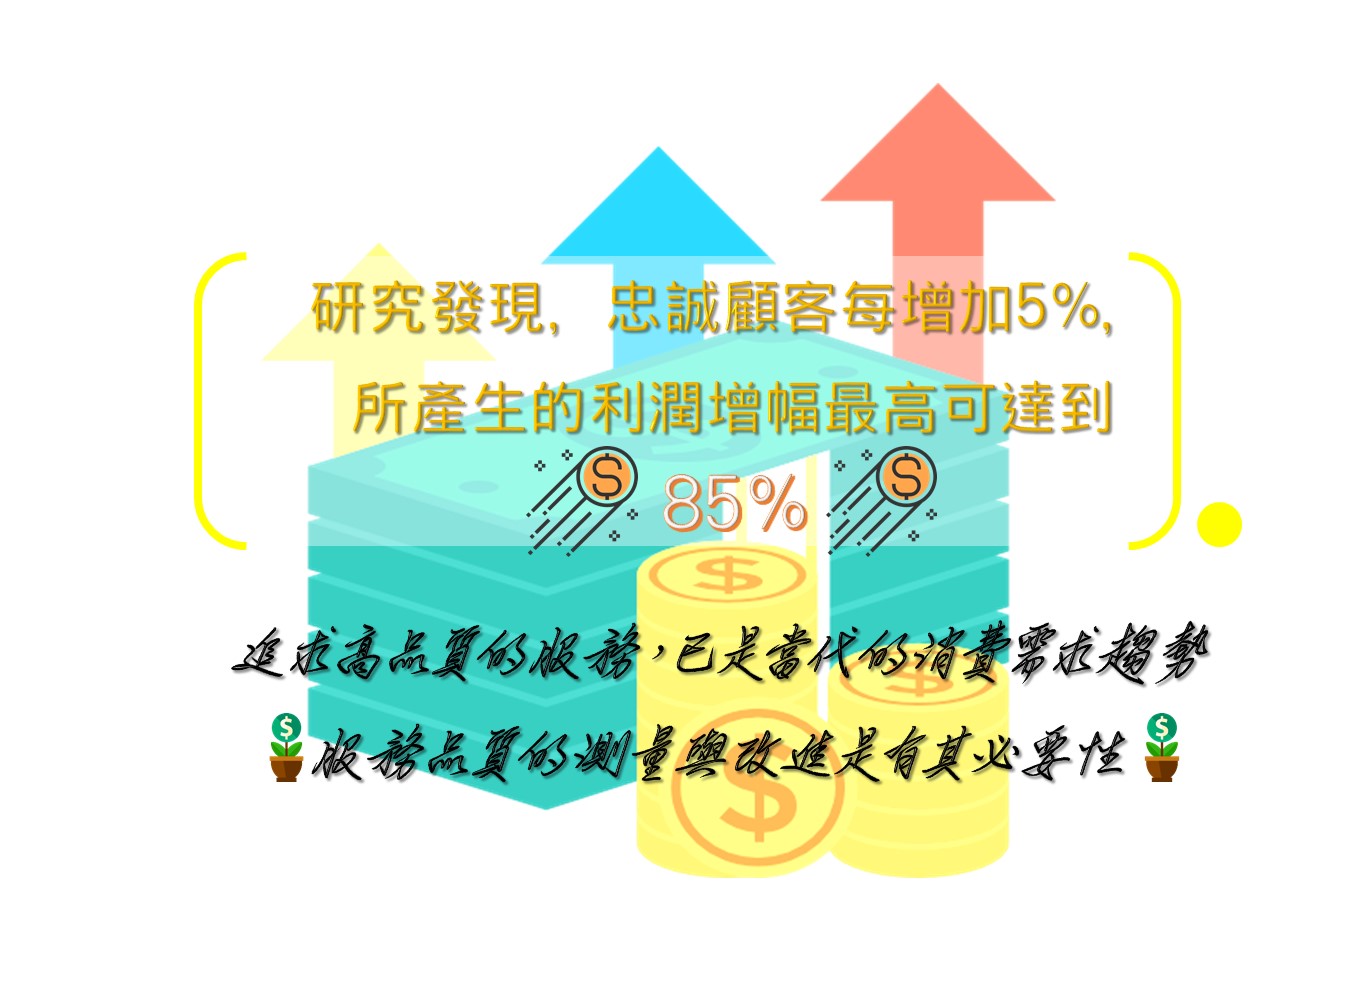 研究發現，忠誠顧客每增加5%,
所產生的利潤增幅最高可達到
85%
追求高品質的服務，已是當代的消費需求趨勢
服務品質的測量與改進是有其必要性